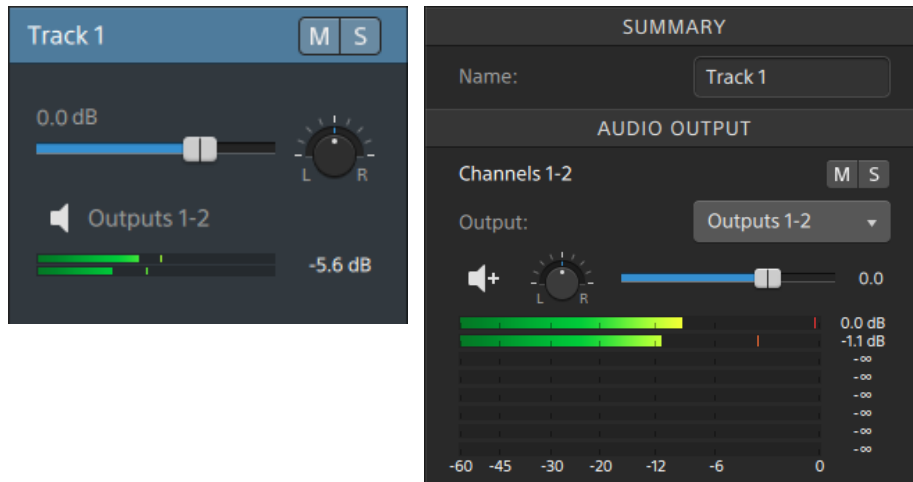 Track 1
M S
0.0 dB
L R
Outputs 1-2
-5.6 dB
SUMMARY
Name: Track 1
AUDIO OUTPUT
Channels 1-2 M S
Output: Outputs 1-2
L R 0.0
0.0 dB
-1.1 dB
-∞
-∞
-∞
-∞
-∞
-∞
-60 -45 -30 -20 -12 -6 0